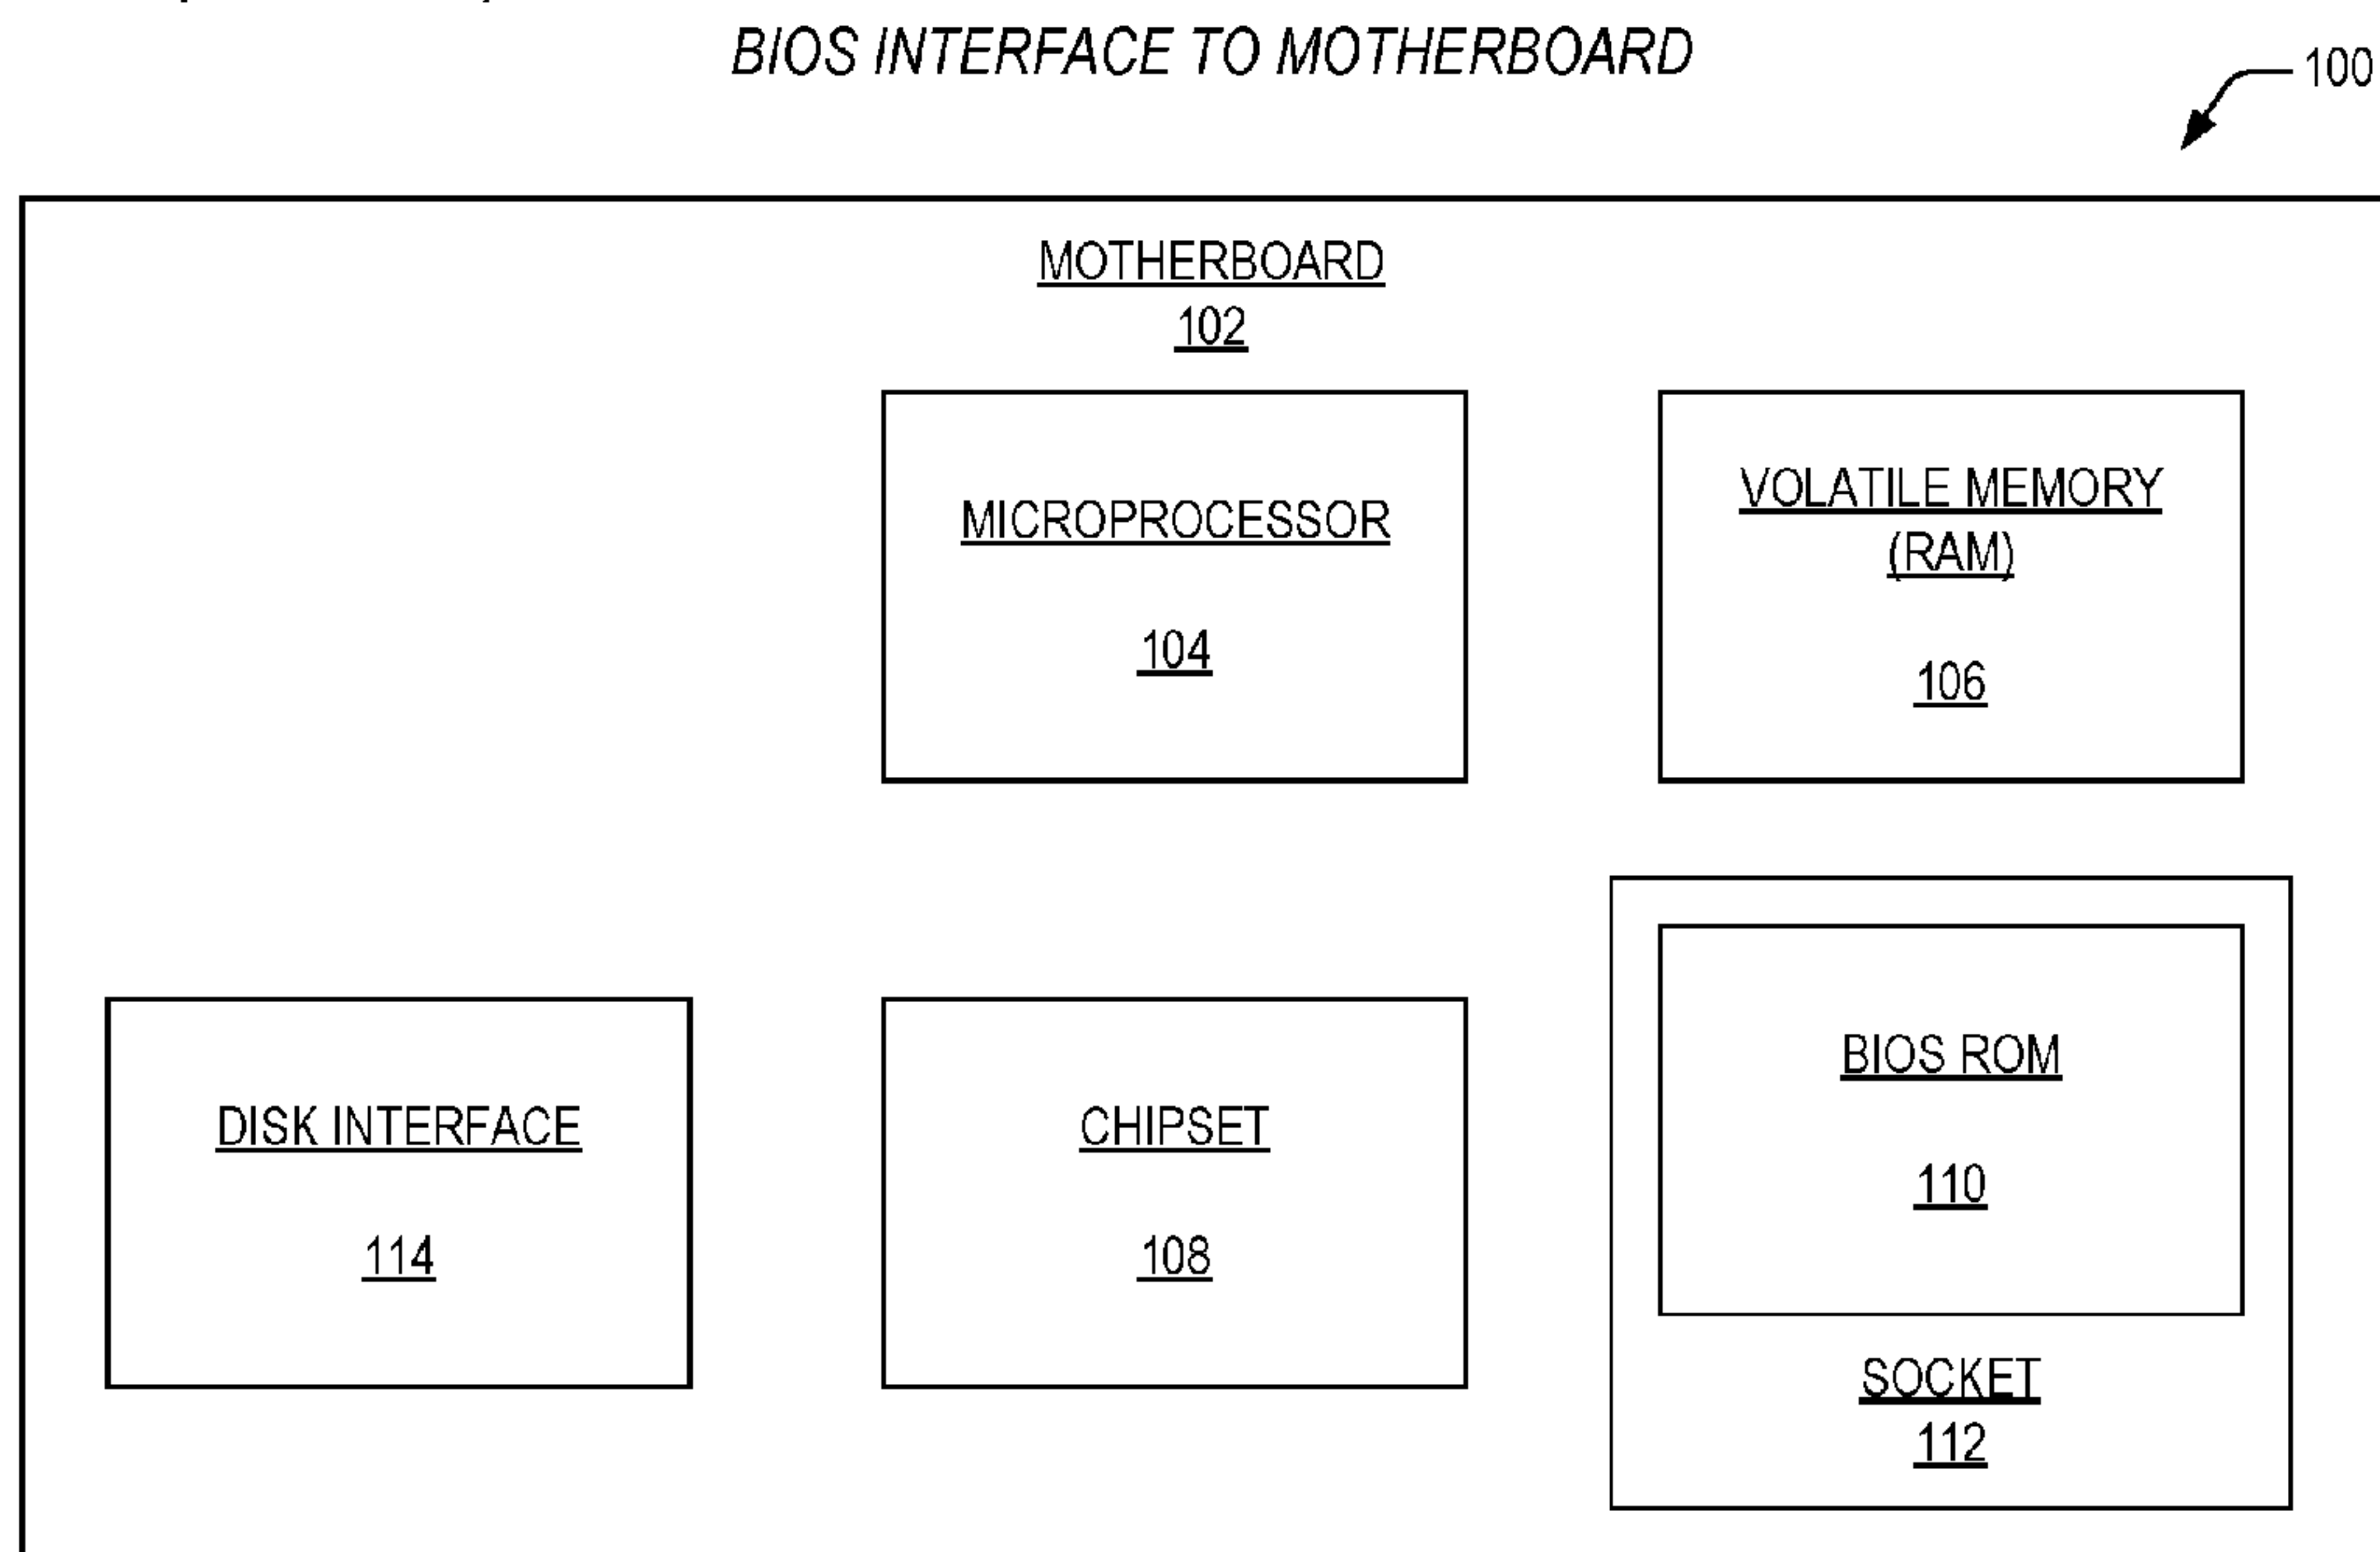 BIOS INTERFACE TO MOTHERBOARD
100
MOTHERBOARD
102
MICROPROCESSOR
104
VOLATILE MEMORY
(RAM)
106
DISK INTERFACE
114
CHIPSET
108
BIOS ROM
110
SOCKET
112